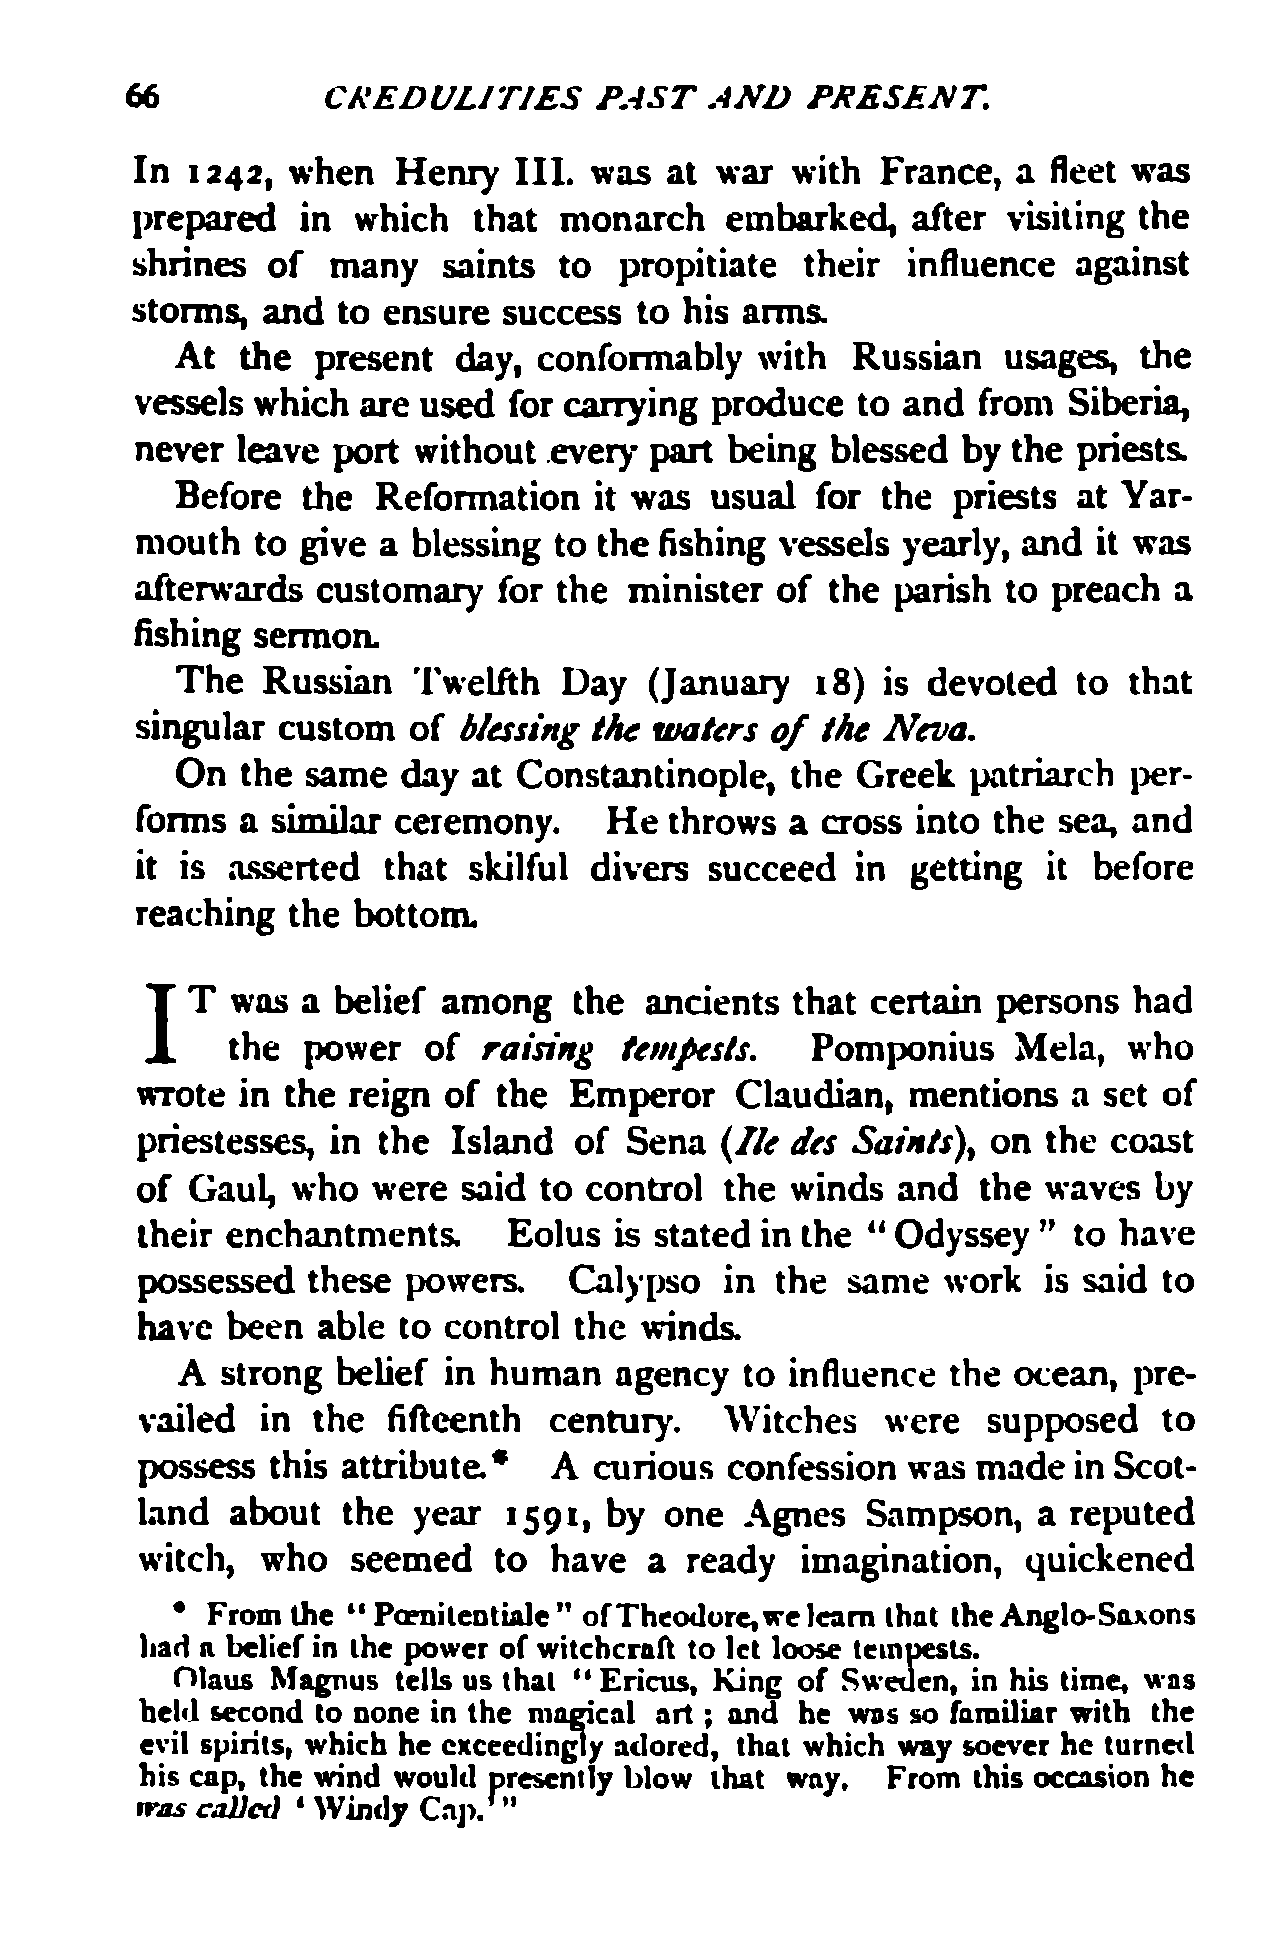 66 CREDULITIES PAST AND PRESENT.
In 1242, when Henry III. was at war with France, a fleet was
prepared in which that monarch embarked, after visiting the
shrines of many saints to propitiate their influence against
storms, and to ensure success to his arms.
At the present day, conformably with Russian usages, the
vessels which are used for carrying produce to and from Siberia,
never leave port without every part being blessed by the priests.
Before the Reformation it was usual for the priests at Yar-
mouth to give a blessing to the fishing vessels yearly, and it was
afterwards customary for the minister of the parish to preach a
fishing sermon.
The Russian Twelfth Day (January 18) is devoted to that
singular custom of blessing the waters of the Neva.
On the same day at Constantinople, the Greek patriarch per-
forms a similar ceremony. He throws a cross into the sea, and
it is asserted that skilful divers succeed in getting it before
reaching the bottom.
IT was a belief among the ancients that certain persons had
the power of raising tempests. Pomponius Mela, who
wrote in the reign of the Emperor Claudian, mentions a set of
priestesses, in the Island of Sena (Ile des Saints), on the coast
of Gaul, who were said to control the winds and the waves by
their enchantments. Eolus is stated in the "Odyssey" to have
possessed these powers. Calypso in the same work is said to
have been able to control the winds.
A strong belief in human agency to influence the ocean, pre-
vailed in the fifteenth century. Witches were supposed to
possess this attribute.* A curious confession was made in Scot-
land about the year 1591, by one Agnes Sampson, a reputed
witch, who seemed to have a ready imagination, quickened
* From the "Pœnitentiale" of Theodore, we learn that the Anglo-Saxons
had a belief in the power of witchcraft to let loose tempests.
Olaus Magnus tells us that "Ericus, King of Sweden, in his time, was
held second to none in the magical art; and he was so familiar with the
evil spirits, which he exceedingly adored, that which way soever he turned
his cap, the wind would presently blow that way. From this occasion he
was called 'Windy Cap.'"